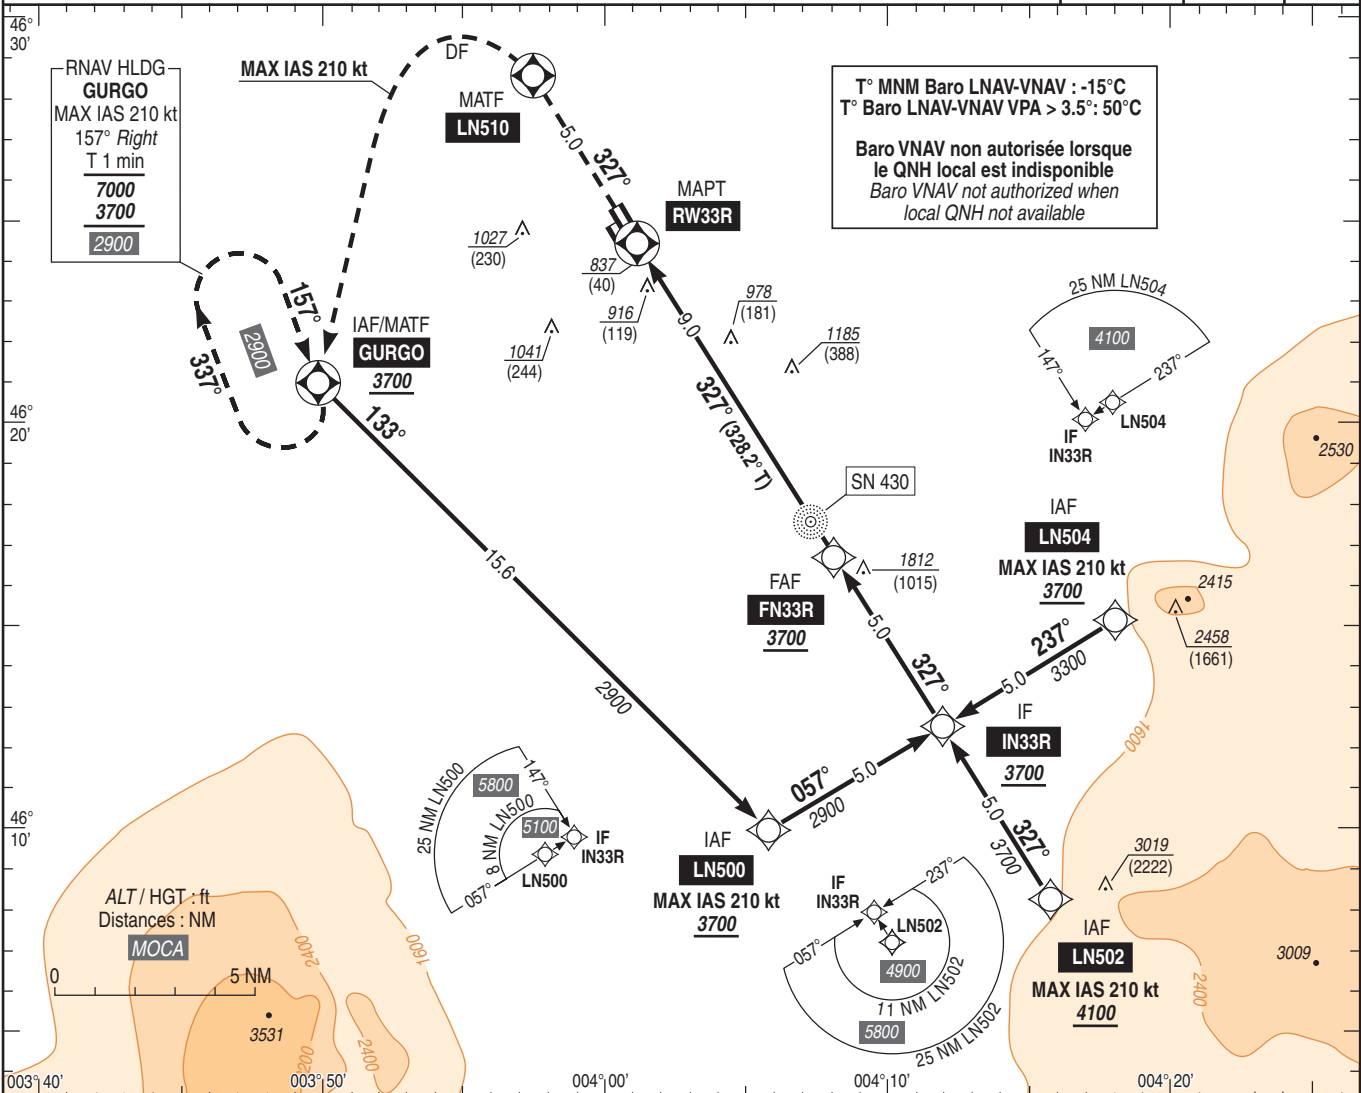 46°
30'
RNAV HLDG
GURGO
MAX IAS 210 kt
157° Right
T 1 min
7000
3700
2900
MAX IAS 210 kt
DF
MATF
LN510
5.0
327°
T° MNM Baro LNAV-VNAV : -15°C
T° Baro LNAV-VNAV VPA > 3.5°: 50°C
Baro VNAV non autorisée lorsque
le QNH local est indisponible
Baro VNAV not authorized when
local QNH not available
MAPT
RW33R
1027
(230)
837
(40)
916
(119)
978
(181)
1041
(244)
1185
(388)
9.0
327° (328.2° T)
157°
337°
2900
IAF/MATF
GURGO
3700
133°
15.6
2900
25 NM LN504
4100
147°
237°
LN504
IF
IN33R
46°
20'
2530
SN 430
1812
(1015)
FAF
FN33R
3700
IAF
LN504
MAX IAS 210 kt
3700
2415
2458
(1661)
5.0
327°
237°
5.0
3300
IF
IN33R
3700
1600
057°
5.0
2900
5.0
327°
3700
25 NM LN500
5800
147°
8 NM LN500
5100
IF
IN33R
LN500
057°
46°
10'
IAF
LN500
MAX IAS 210 kt
3700
3019
(2222)
IF
IN33R
237°
LN502
057°
4900
11 NM LN502
5800
25 NM LN502
IAF
LN502
MAX IAS 210 kt
4100
3009
2400
ALT / HGT : ft
Distances : NM
MOCA
0
5 NM
2400
1600
3531
3200
2400
003°40'
003°50'
004°00'
004°10'
004°20'